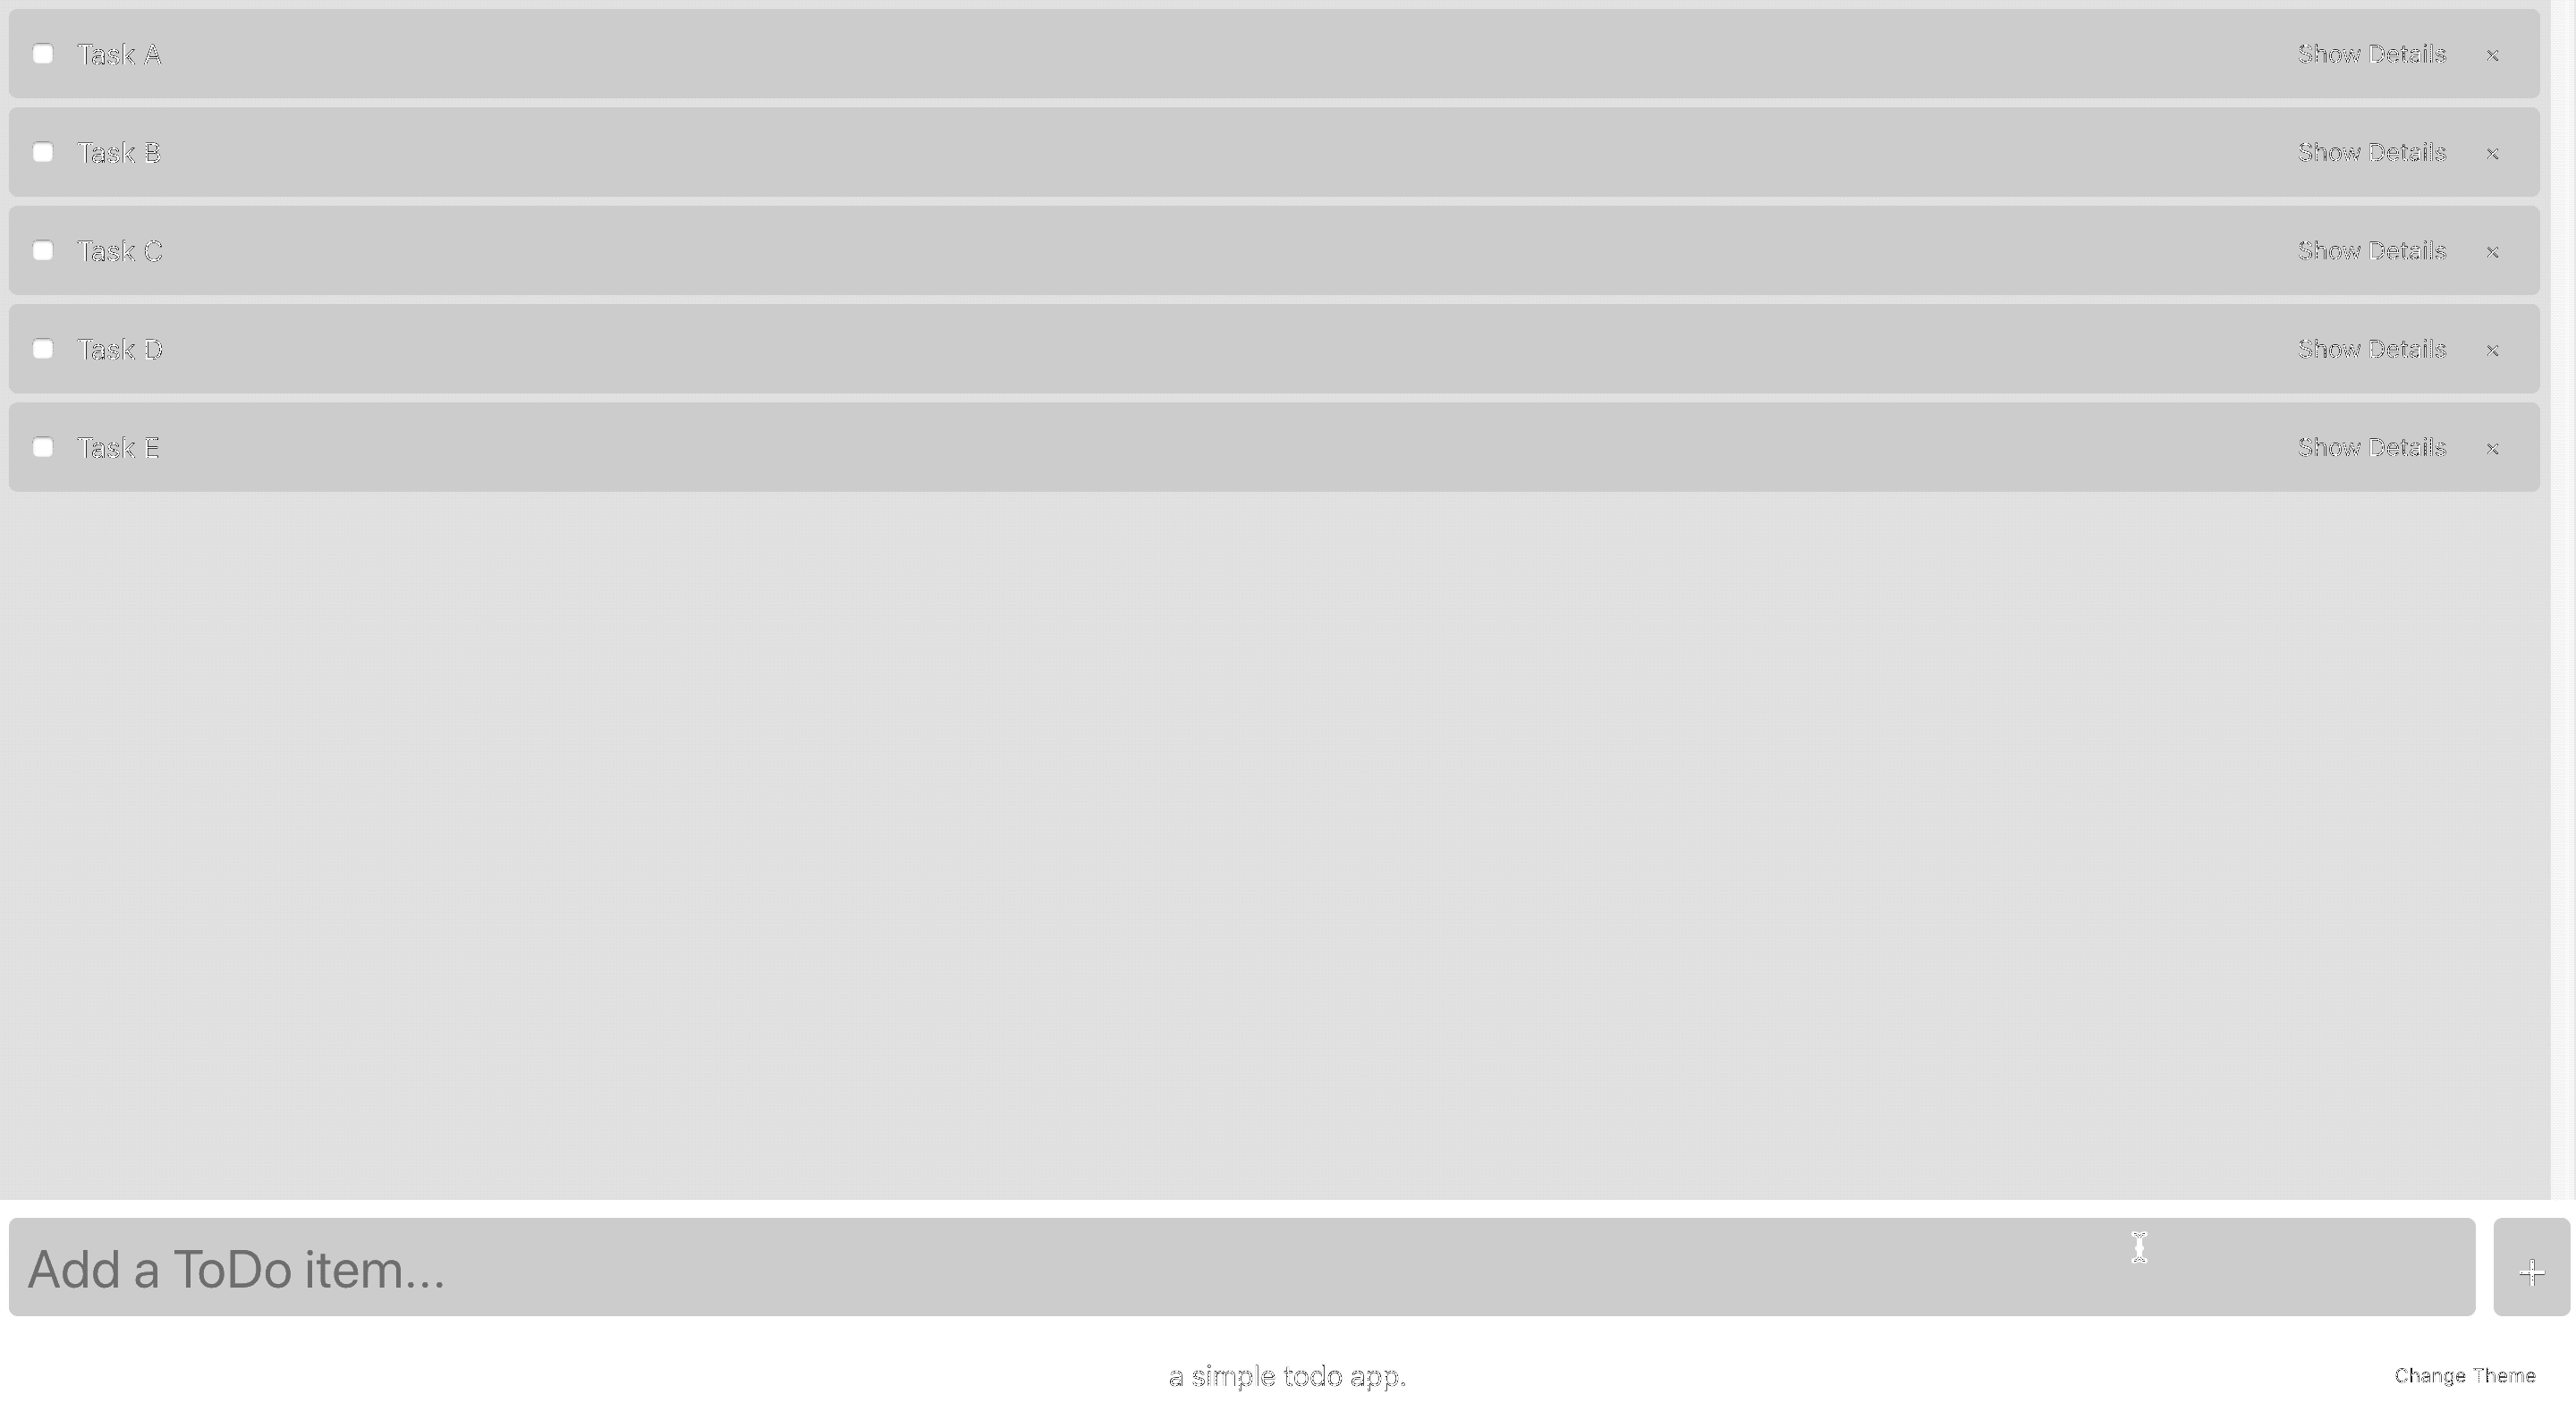 Task A Show Details ×
Task B Show Details ×
Task C Show Details ×
Task D Show Details ×
Task E Show Details ×
Add a ToDo item... +
a simple todo app. Change Theme